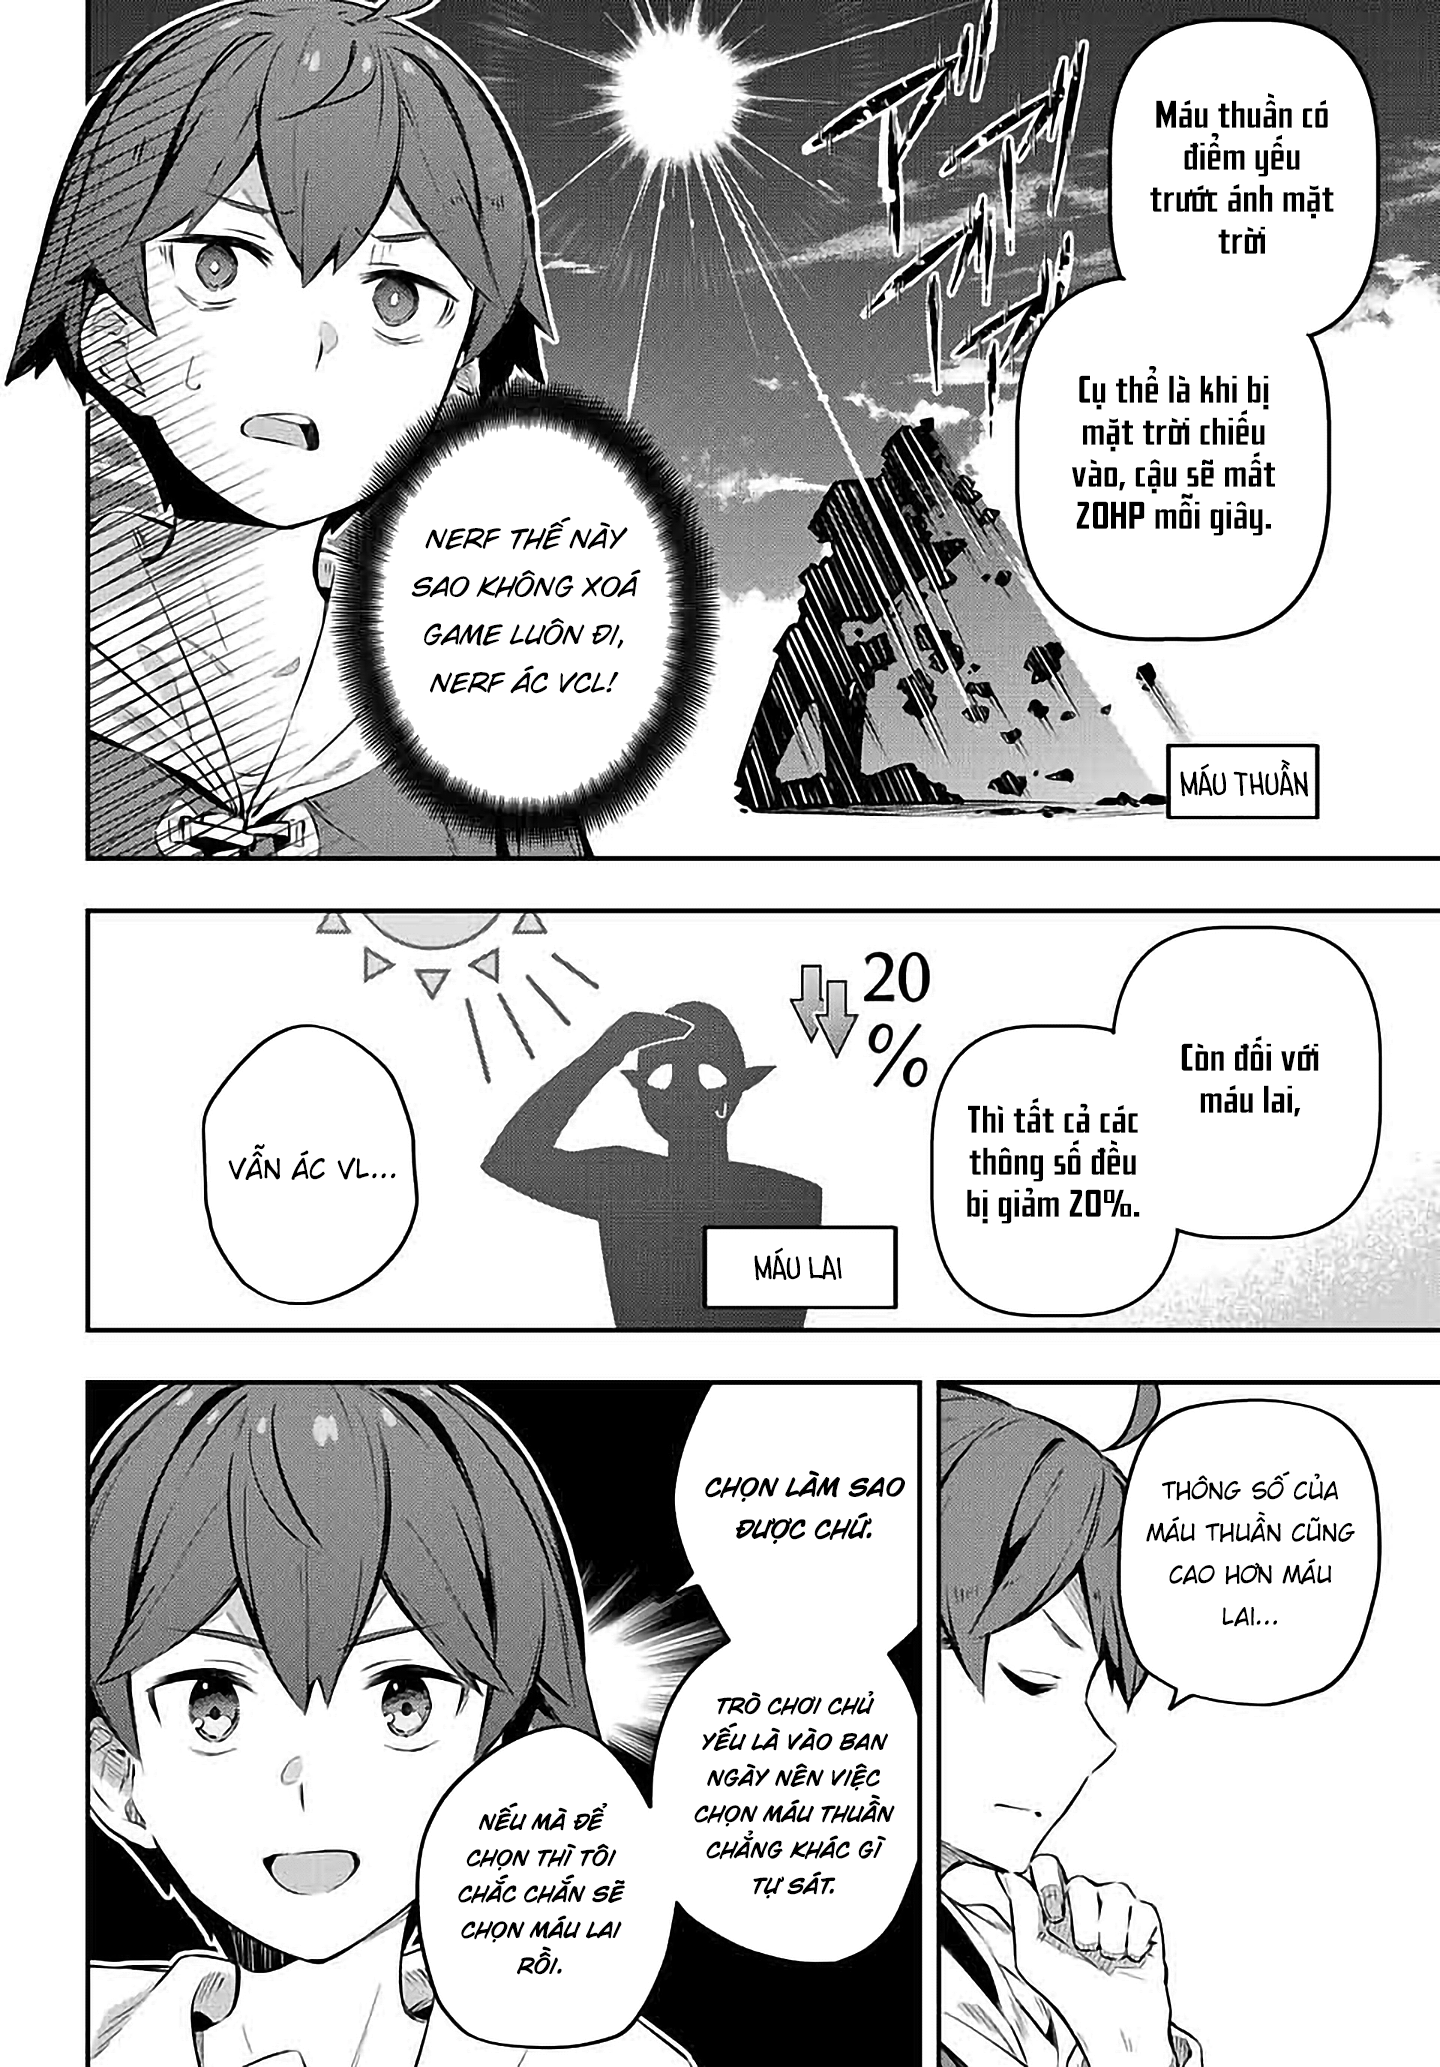 Máu thuần có
điểm yếu
trước ánh mặt
trời
Cụ thể là khi bị
mặt trời chiếu
vào, cậu sẽ mất
20HP mỗi giây.
NERF THẾ NÀY
SAO KHÔNG XOÁ
GAME LUÔN ĐI,
NERF ÁC VCL!
MÁU THUẦN
Còn đối với
máu lai,
Thì tất cả các
thông số đều
bị giảm 20%.
20
%
MÁU LAI
VẪN ÁC VL...
THÔNG SỐ CỦA
MÁU THUẦN CŨNG
CAO HƠN MÁU
LAI...
CHỌN LÀM SAO
ĐƯỢC CHỨ.
TRÒ CHƠI CHỦ
YẾU LÀ VÀO BAN
NGÀY NÊN VIỆC
CHỌN MÁU THUẦN
CHẲNG KHÁC GÌ
TỰ SÁT.
NẾU MÀ ĐỂ
CHỌN THÌ TÔI
CHẮC CHẮN SẼ
CHỌN MÁU LAI
RỒI.